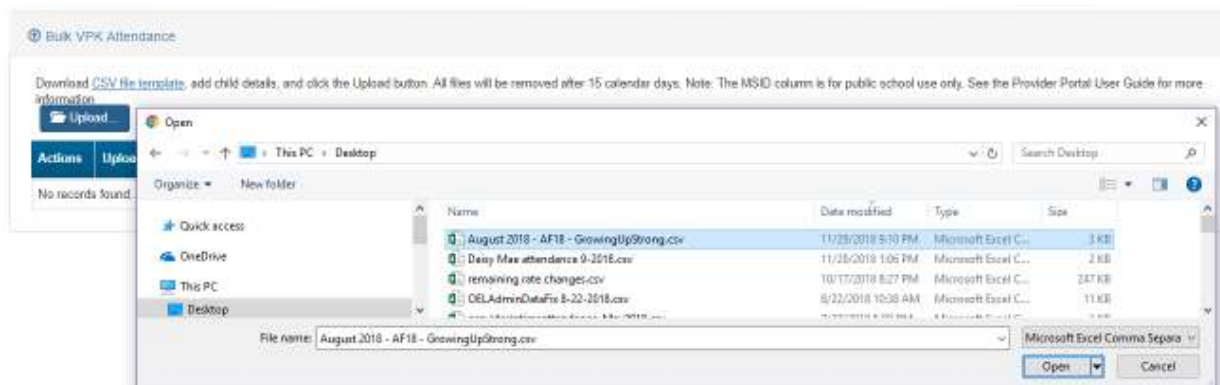 Bulk VPK Attendance
Download CSV file template, add child details, and click the Upload button. All files will be removed after 15 calendar days. Note: The MSID column is for public school use only. See the Provider Portal User Guide for more
information
Upload...
Open
This PC > Desktop
Search Desktop
Actions Uploa
Organize New folder
No records found
Name Date modified Type Size
Quick access
August 2018 - AF18 - GrowingUpStrong.csv 11/29/2018 9:10 PM Microsoft Excel C... 3 KB
OneDrive
Daisy Mae attendance 9-2018.csv 11/28/2018 1:06 PM Microsoft Excel C... 2 KB
This PC
remaining rate changes.csv 10/17/2018 8:27 PM Microsoft Excel C... 247 KB
Desktop
OELAdminDataFix 8-22-2018.csv 8/22/2018 10:38 AM Microsoft Excel C... 11 KB
File name: August 2018 - AF18 - GrowingUpStrong.csv
Microsoft Excel Comma Separa
Open Cancel